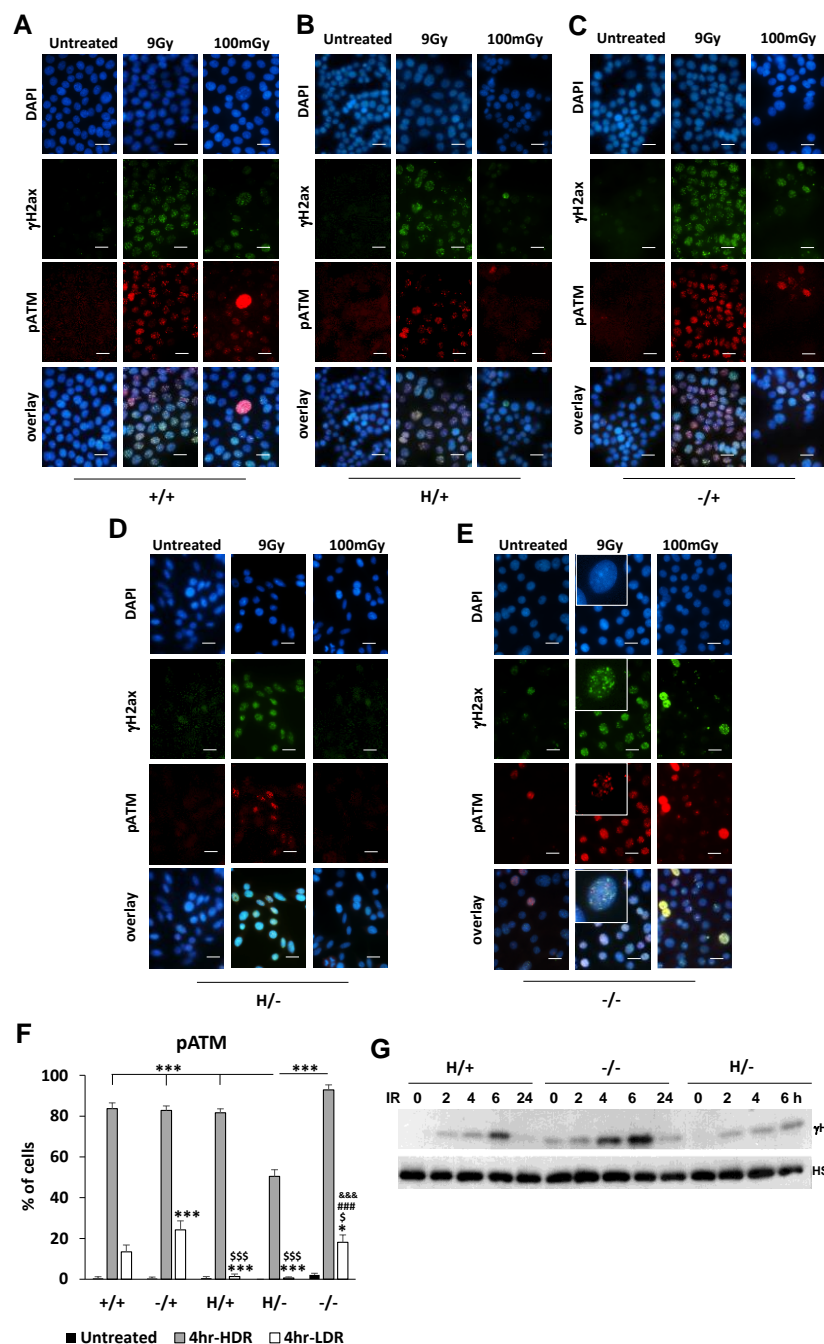 A
B
C
Untreated 9Gy 100mGy
Untreated 9Gy 100mGy
Untreated 9Gy 100mGy
DAPI
DAPI
DAPI
γH2ax
γH2ax
γH2ax
pATM
pATM
pATM
overlay
overlay
overlay
+/+
H/+
-/+
D
E
Untreated 9Gy 100mGy
Untreated 9Gy 100mGy
DAPI
DAPI
γH2ax
γH2ax
pATM
pATM
overlay
overlay
H/-
-/-
F
pATM
*** ***
% of cells
100
80
60
40
20
0
***
$$$
***
$$$
***
&&&
###
$
*
+/+ -/+ H/+ H/- -/-
Untreated 4hr-HDR 4hr-LDR
G
H/+ -/- H/-
IR 0 2 4 6 24 0 2 4 6 24 0 2 4 6 h
γH
HS